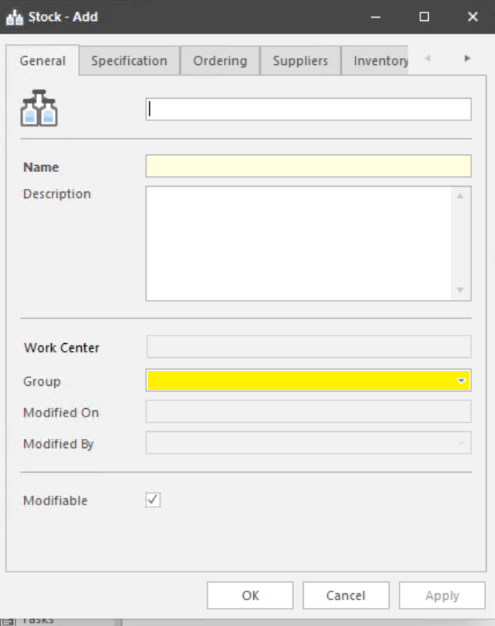 Stock - Add
General Specification Ordering Suppliers Inventory
Name
Description
Work Center
Group
Modified On
Modified By
Modifiable
OK Cancel Apply
Tasks